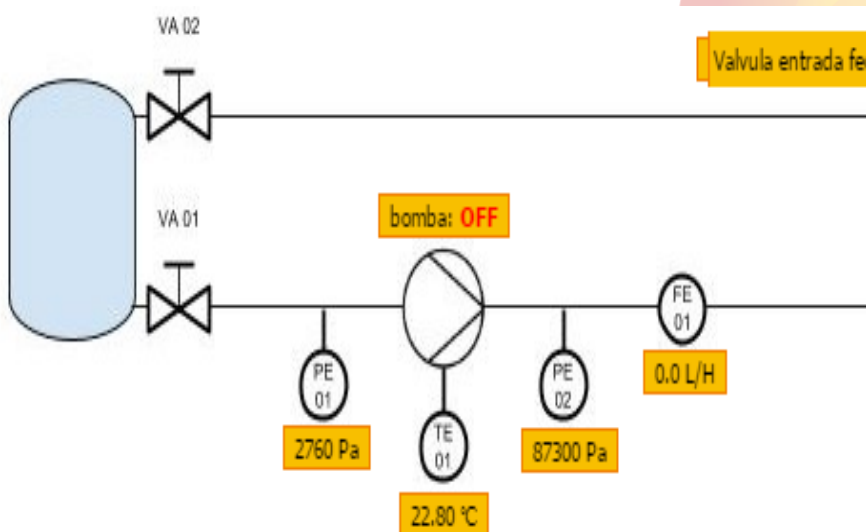 VA 02
Valvula entrada fe
VA 01
bomba: OFF
FE
01
PE
01
PE
02
0.0 L/H
TE
01
2760 Pa
87300 Pa
22.80 °C